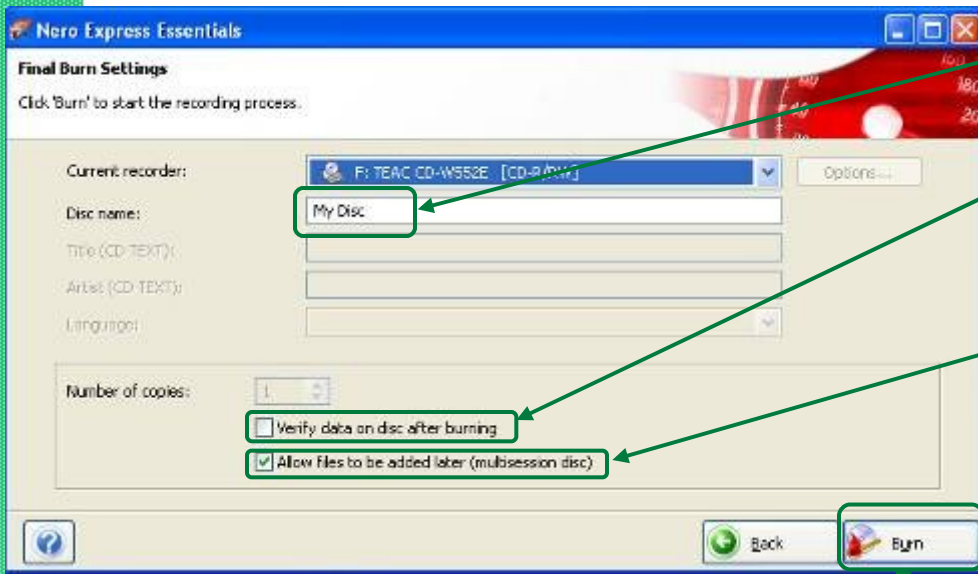 Nero Express Essentials
Final Burn Settings
Click 'Burn' to start the recording process.
Current recorder:
F: TEAC CD-W552E [CD-R/RW]
Options...
Disc name:
My Disc
Title (CD TEXT):
Artist (CD TEXT):
Language:
Number of copies:
1
Verify data on disc after burning
Allow files to be added later (multisession disc)
Back
Burn